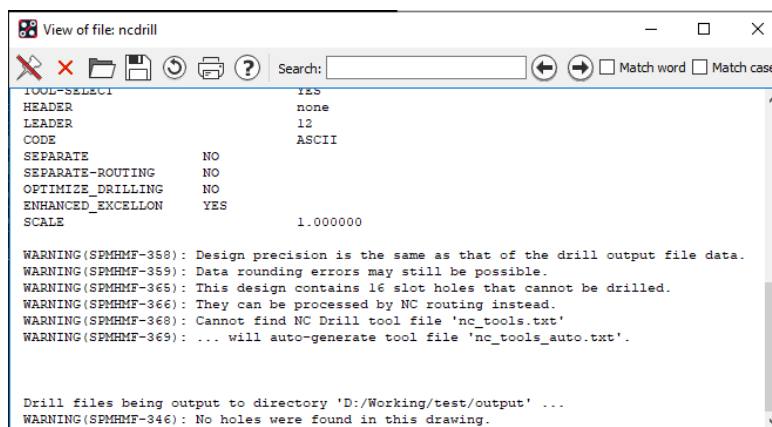 View of file: ncdrill
Search: Match word Match case
TOOL-SELECT YES
HEADER none
LEADER 12
CODE ASCII
SEPARATE NO
SEPARATE-ROUTING NO
OPTIMIZE_DRILLING NO
ENHANCED_EXCELLON YES
SCALE 1.000000
WARNING(SPMHMF-358): Design precision is the same as that of the drill output file data.
WARNING(SPMHMF-359): Data rounding errors may still be possible.
WARNING(SPMHMF-365): This design contains 16 slot holes that cannot be drilled.
WARNING(SPMHMF-366): They can be processed by NC routing instead.
WARNING(SPMHMF-368): Cannot find NC Drill tool file 'nc_tools.txt'
WARNING(SPMHMF-369): ... will auto-generate tool file 'nc_tools_auto.txt'.
Drill files being output to directory 'D:/Working/test/output' ...
WARNING(SPMHMF-346): No holes were found in this drawing.